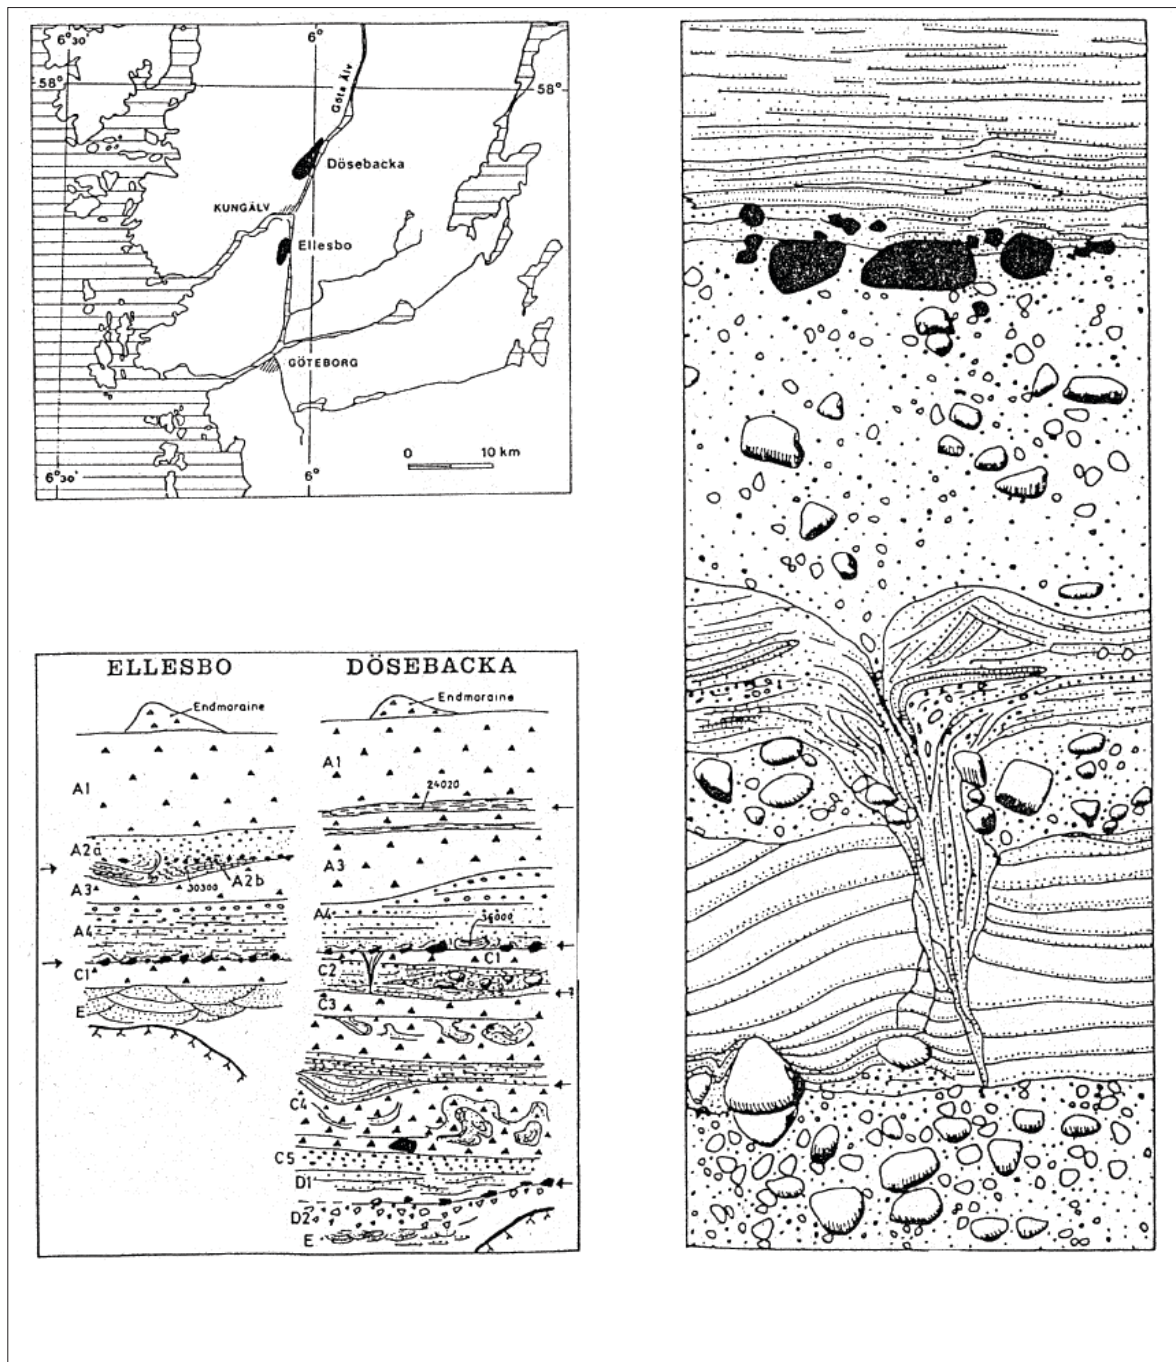 6° 30'
6°
58°
58°
Göta Älv
Dösebacka
KUNGÄLV
Ellesbo
GÖTEBORG
0 10 km
6° 30'
6°
ELLESBO DÖSEBACKA
Endmoraine
Endmoraine
A1
A1
24020
A2a
A2b
A3
30300
A3
A4
A4
36000
C1
C1
C2
C3
E
C4
C5
D1
D2
E